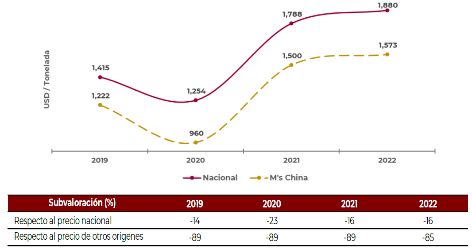 1,880
1,788
1,415
1,573
1,500
1,254
1,222
960
USD / Tonelada
2019 2020 2021 2022
Nacional M's China
Subvaloración (%) 2019 2020 2021 2022
Respecto al precio nacional -14 -23 -16 -16
Respecto al precio de otros orígenes -89 -89 -89 -85